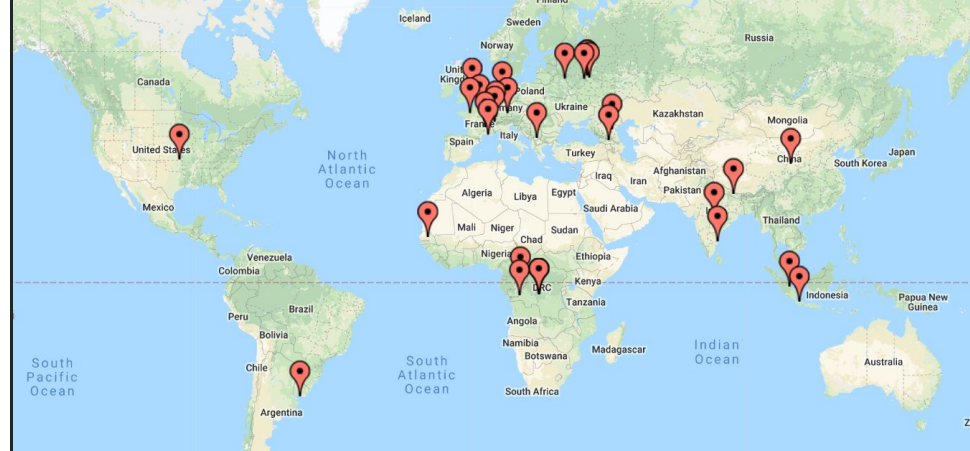 Finland
Iceland
Sweden
Russia
Norway
Canada
Poland
Ukraine
Kazakhstan
Mongolia
France
Italy
Spain
United States
Turkey
China
Japan
South Korea
North
Atlantic
Ocean
Afghanistan
Iraq
Iran
Pakistan
Algeria
Libya
Egypt
Saudi Arabia
Mexico
Thailand
Mali
Niger
Sudan
Chad
Nigeria
Ethiopia
Venezuela
Colombia
Kenya
DRC
Indonesia
Papua New
Guinea
Tanzania
Brazil
Peru
Angola
Bolivia
Namibia
Madagascar
Botswana
Indian
Ocean
South
Pacific
Ocean
South
Atlantic
Ocean
Chile
Australia
South Africa
Argentina